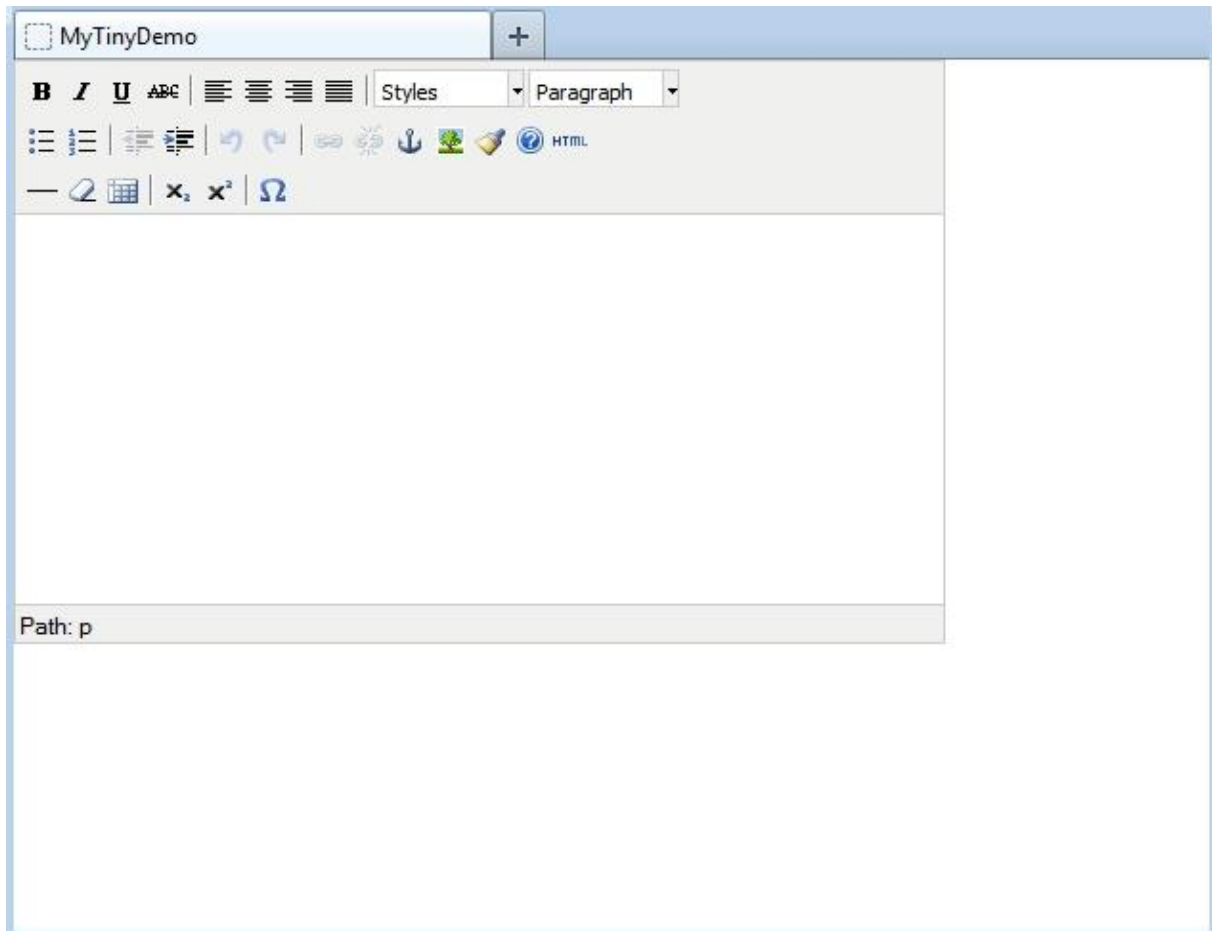 MyTinyDemo
B I U ABC Styles Paragraph
HTML
x₂ x² Ω
Path: p